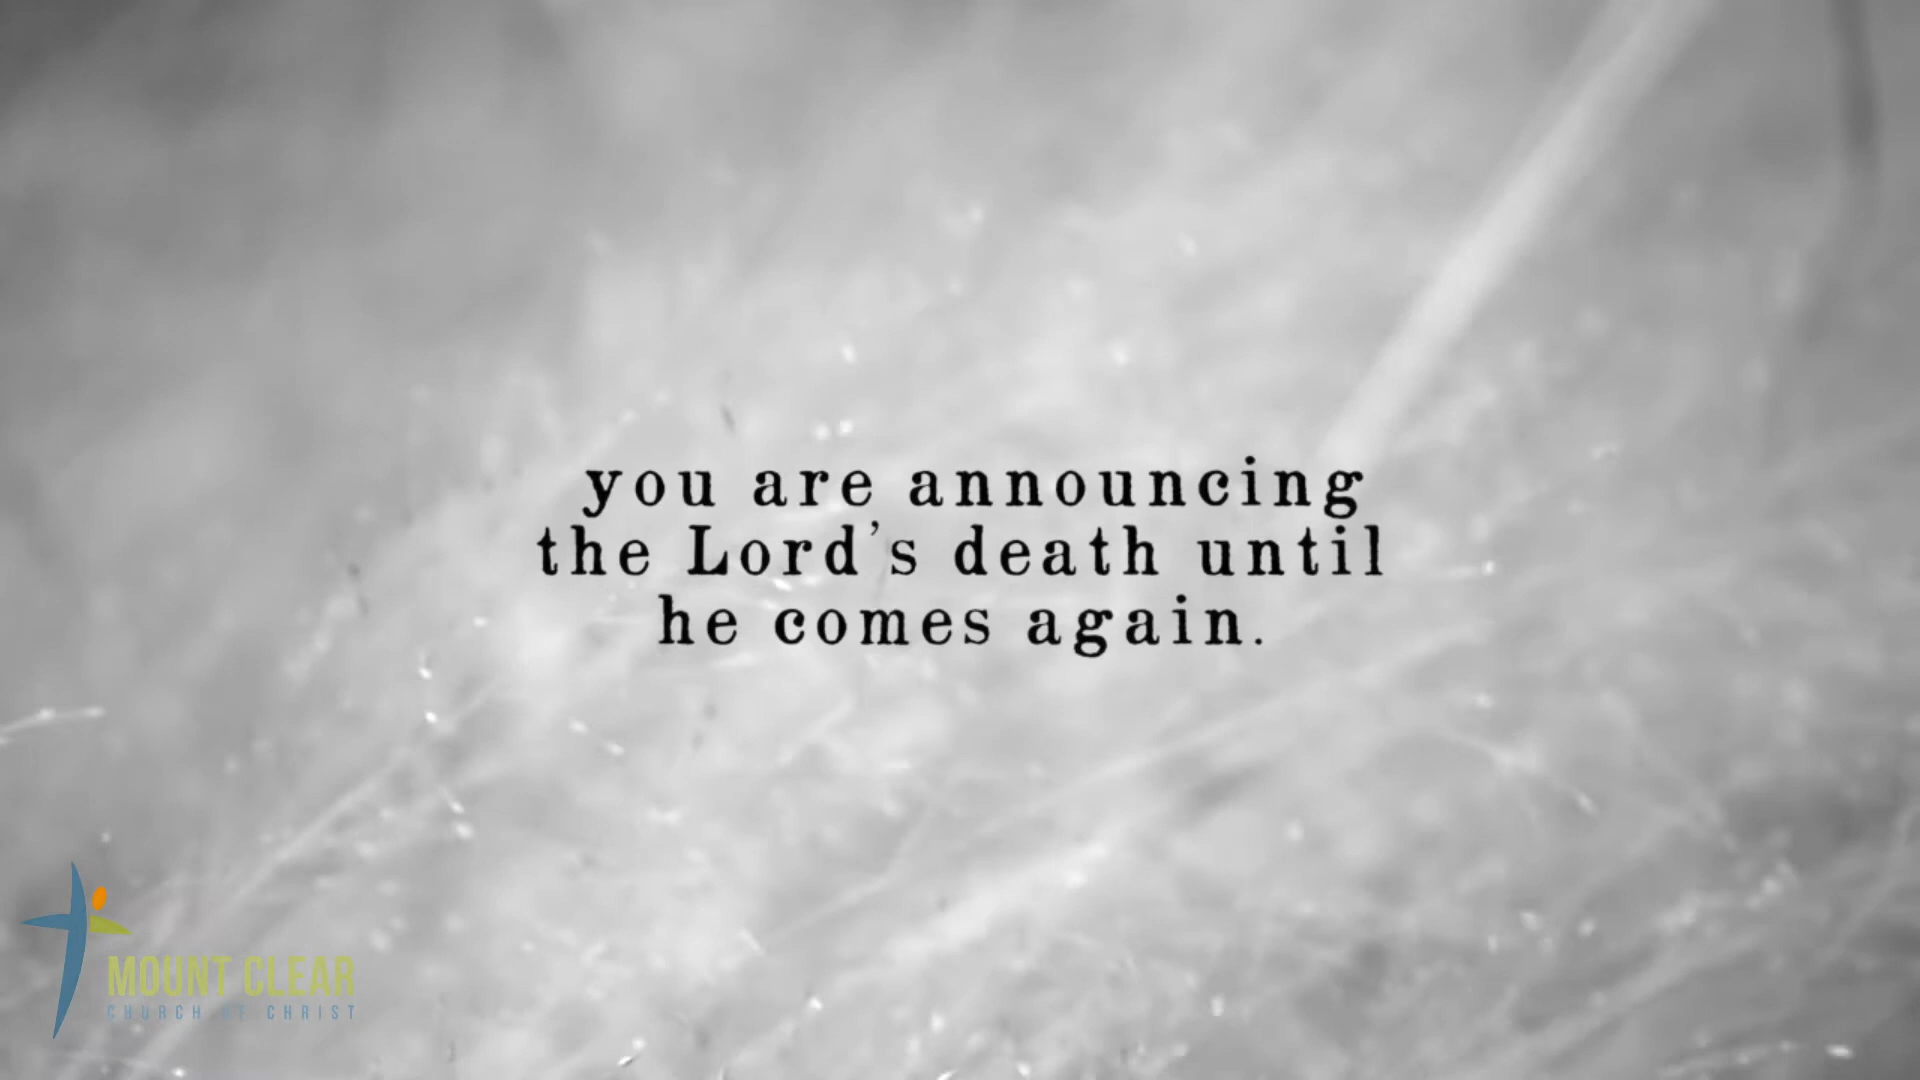 you are announcing
the Lord's death until
he comes again.
MOUNT CLEAR
CHURCH OF CHRIST